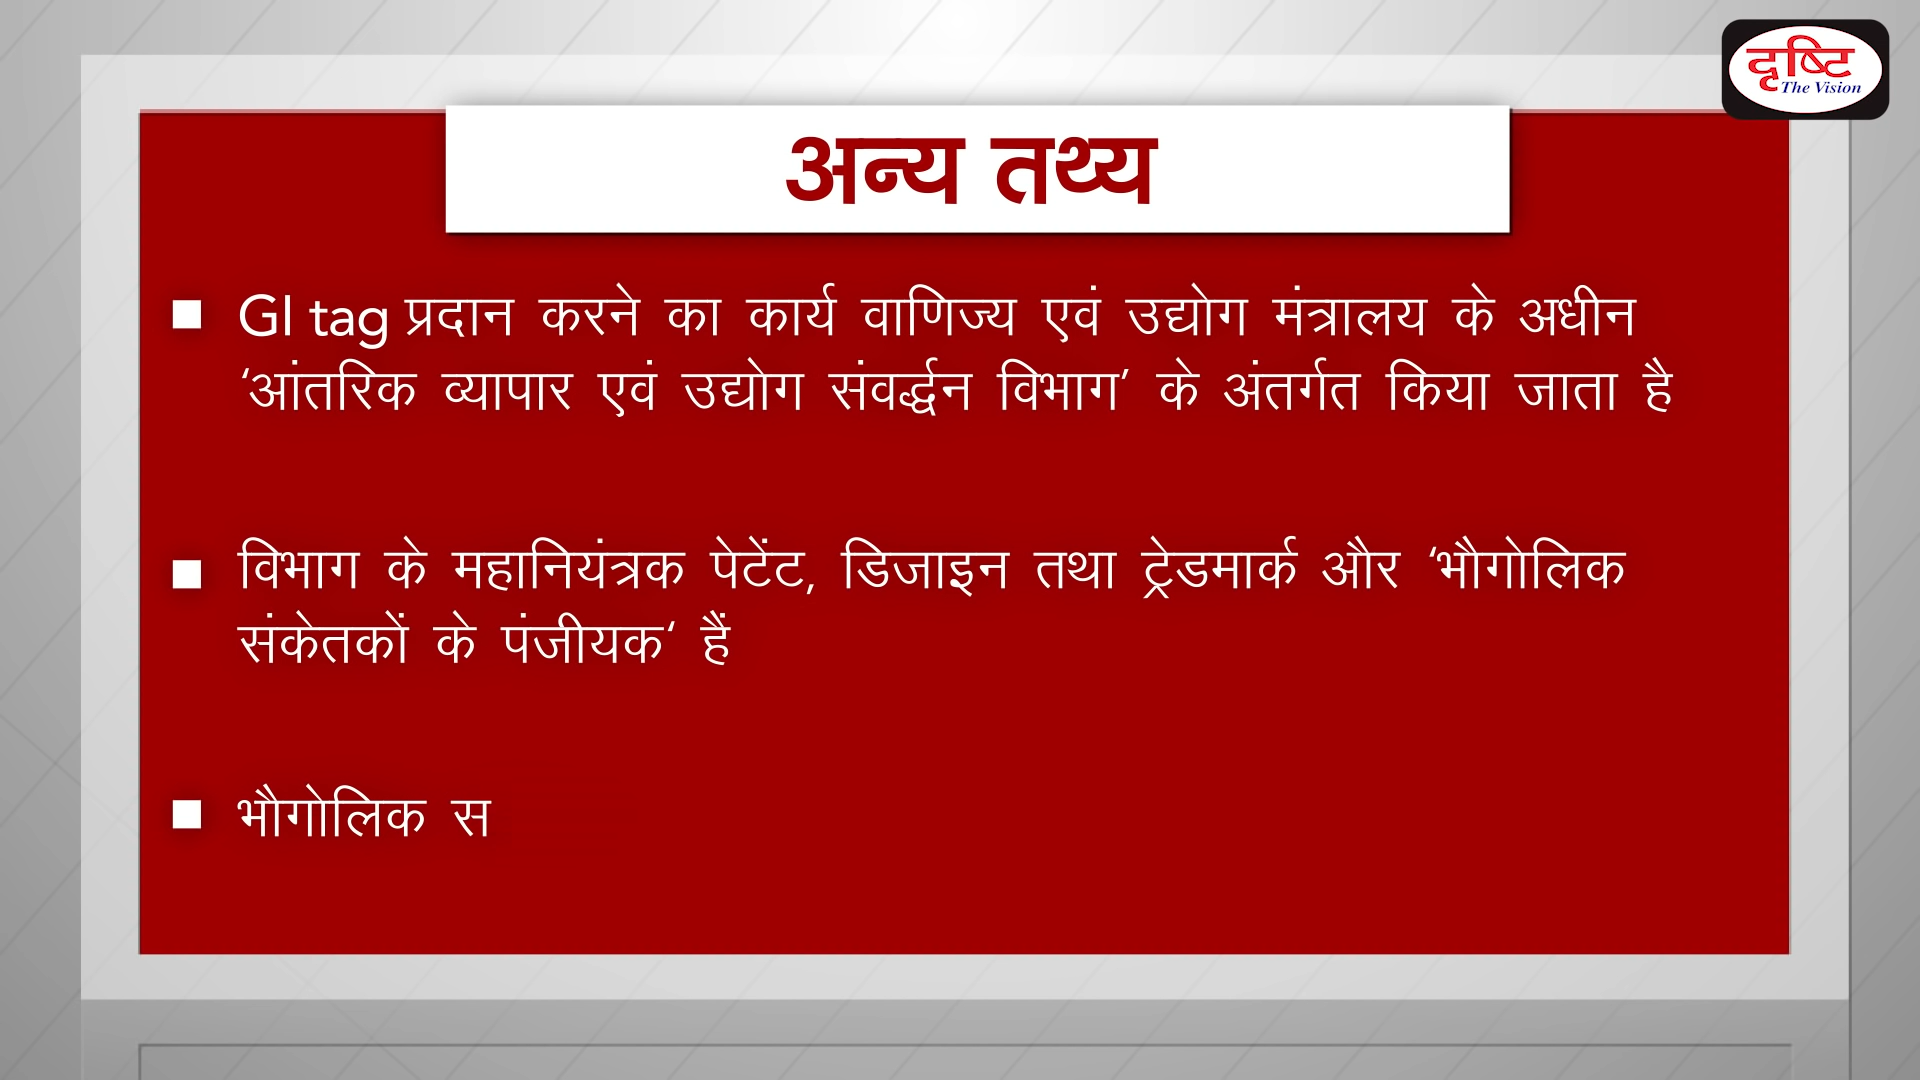 दृष्टि
The Vision
अन्य तथ्य
GI tag प्रदान करने का कार्य वाणिज्य एवं उद्योग मंत्रालय के अधीन
‘आंतरिक व्यापार एवं उद्योग संवर्द्धन विभाग’ के अंतर्गत किया जाता है
विभाग के महानियंत्रक पेटेंट, डिजाइन तथा ट्रेडमार्क और ‘भौगोलिक
संकेतकों के पंजीयक‘ हैं
भौगोलिक स